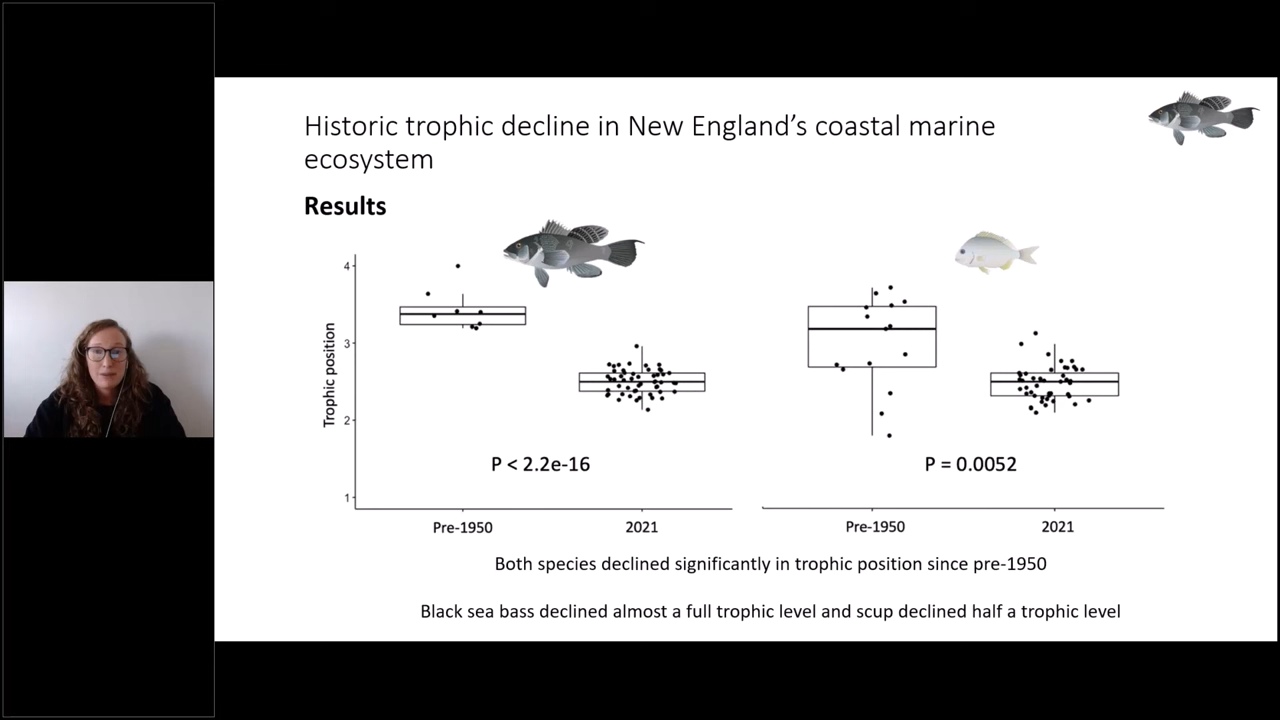 Historic trophic decline in New England’s coastal marine
ecosystem
Results
Trophic position
4
3
2
1
P < 2.2e-16
P = 0.0052
Pre-1950
2021
Pre-1950
2021
Both species declined significantly in trophic position since pre-1950
Black sea bass declined almost a full trophic level and scup declined half a trophic level